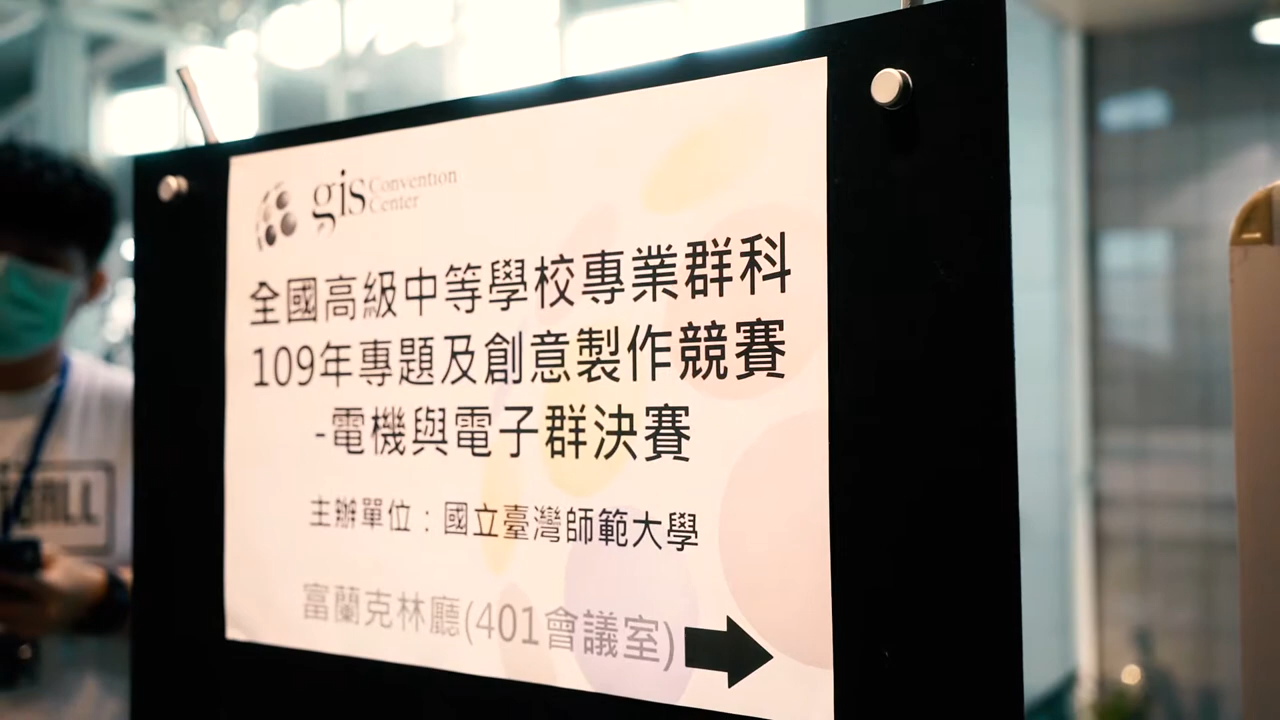 gis Convention
Center
全國高級中等學校專業群科
109年專題及創意製作競賽
-電機與電子群決賽
主辦單位：國立臺灣師範大學
富蘭克林廳(401會議室)